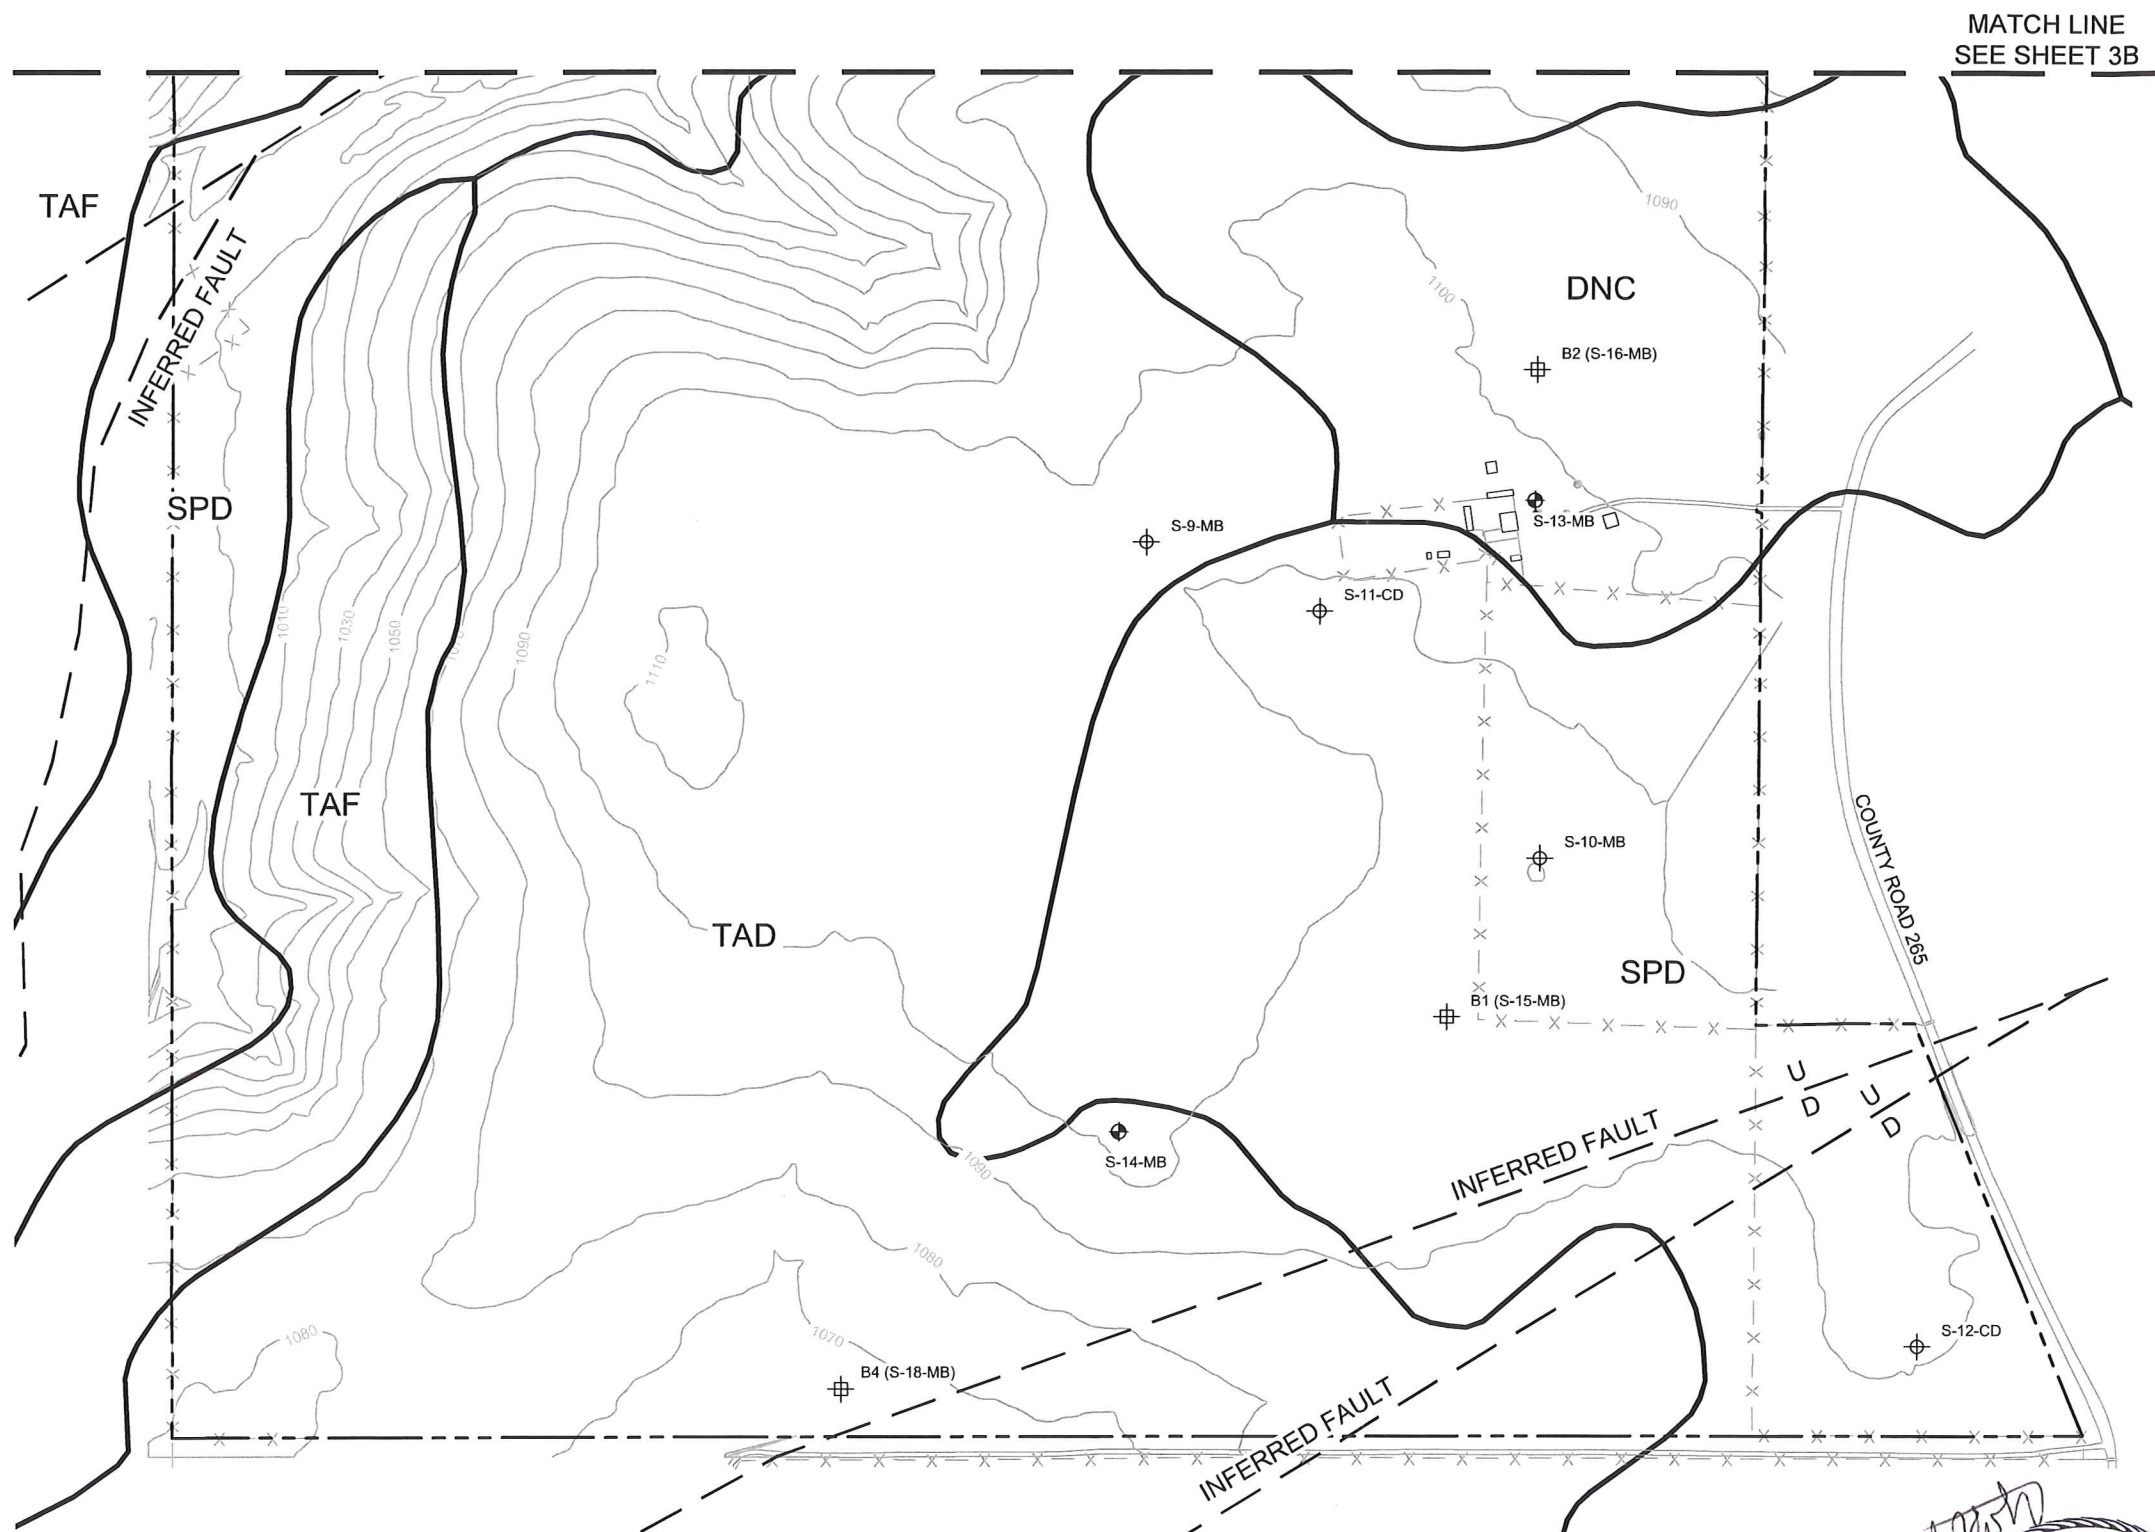 MATCH LINE
SEE SHEET 3B
TAF
INFERRED FAULT
1090
1100
DNC
B2 (S-16-MB)
SPD
S-9-MB
S-13-MB
S-11-CD
1010
1030
1050
1090
1110
TAF
S-10-MB
COUNTY ROAD 265
TAD
SPD
B1 (S-15-MB)
U
D
U
D
INFERRED FAULT
S-14-MB
1090
1080
1080
1070
B4 (S-18-MB)
S-12-CD
INFERRED FAULT